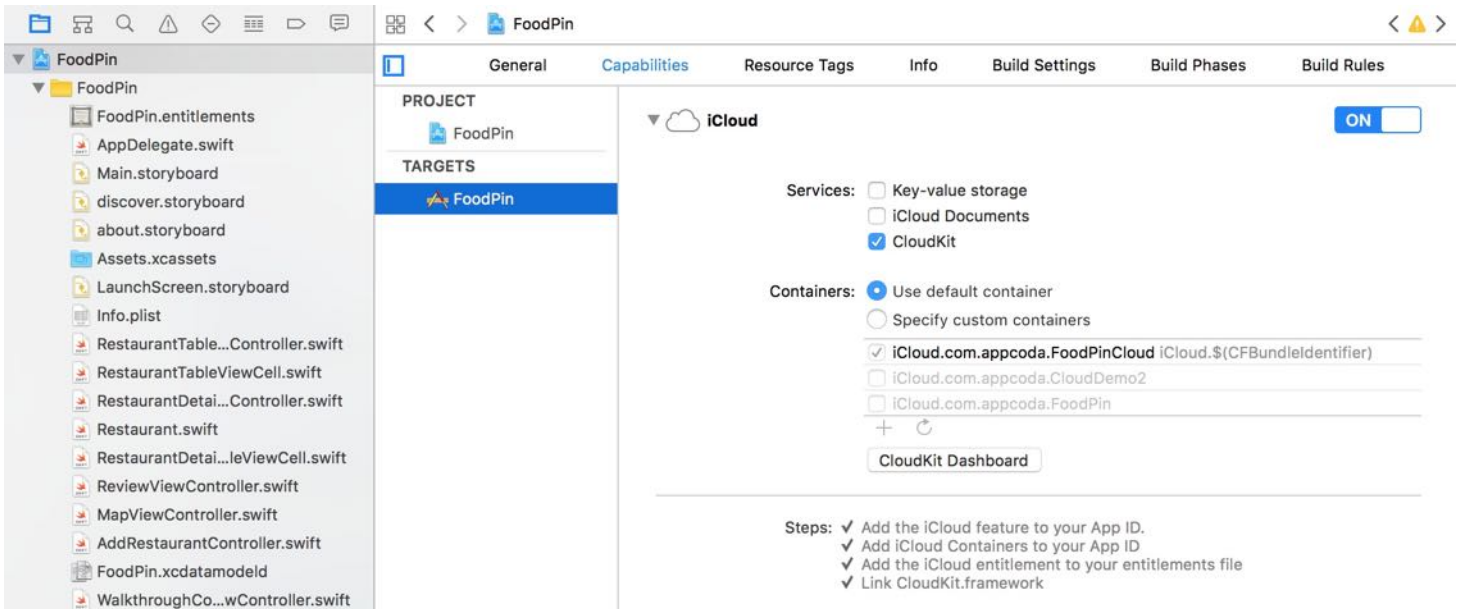 FoodPin
General Capabilities Resource Tags Info Build Settings Build Phases Build Rules
FoodPin
FoodPin
FoodPin.entitlements
AppDelegate.swift
Main.storyboard
discover.storyboard
about.storyboard
Assets.xcassets
LaunchScreen.storyboard
Info.plist
RestaurantTable...Controller.swift
RestaurantTableViewCell.swift
RestaurantDetai...Controller.swift
Restaurant.swift
RestaurantDetai...leViewCell.swift
ReviewViewController.swift
MapViewController.swift
AddRestaurantController.swift
FoodPin.xcdatamodeld
WalkthroughCo...wController.swift
PROJECT
FoodPin
TARGETS
FoodPin
iCloud ON
Services: Key-value storage
iCloud Documents
CloudKit
Containers: Use default container
Specify custom containers
iCloud.com.appcoda.FoodPinCloud iCloud.$(CFBundleIdentifier)
iCloud.com.appcoda.CloudDemo2
iCloud.com.appcoda.FoodPin
CloudKit Dashboard
Steps: ✓ Add the iCloud feature to your App ID.
✓ Add iCloud Containers to your App ID
✓ Add the iCloud entitlement to your entitlements file
✓ Link CloudKit.framework